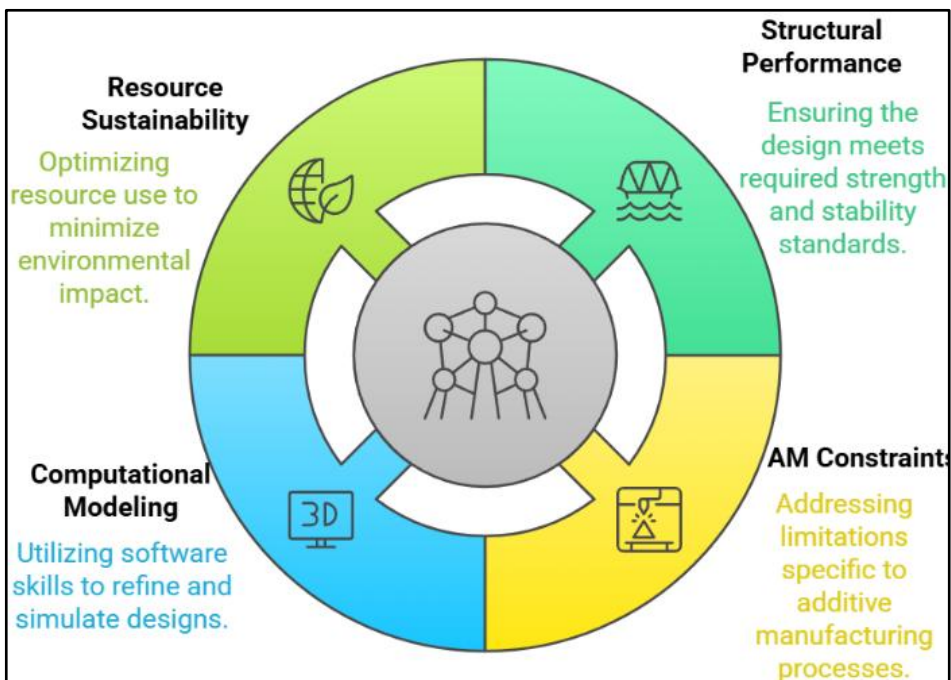 Structural
Performance
Ensuring the
design meets
required strength
and stability
standards.
Resource
Sustainability
Optimizing
resource use to
minimize
environmental
impact.
Computational
Modeling
Utilizing software
skills to refine and
simulate designs.
3D
AM Constraints
Addressing
limitations
specific to
additive
manufacturing
processes.